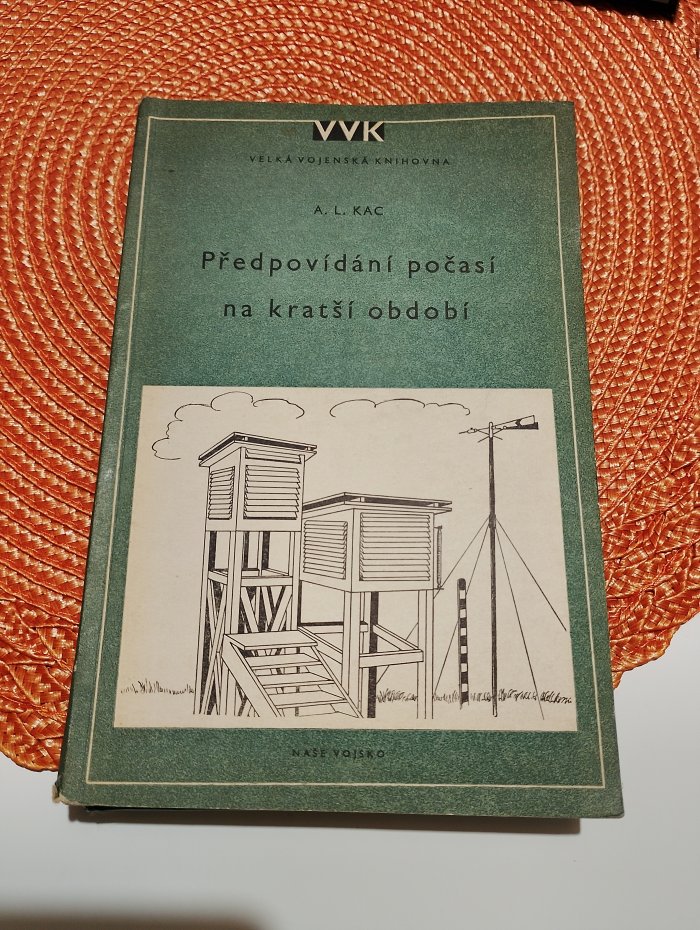 VVK
VELKÁ VOJENSKÁ KNIHOVNA
A. L. KAC
Předpovídání počasí
na kratší období
NAŠE VOJSKO